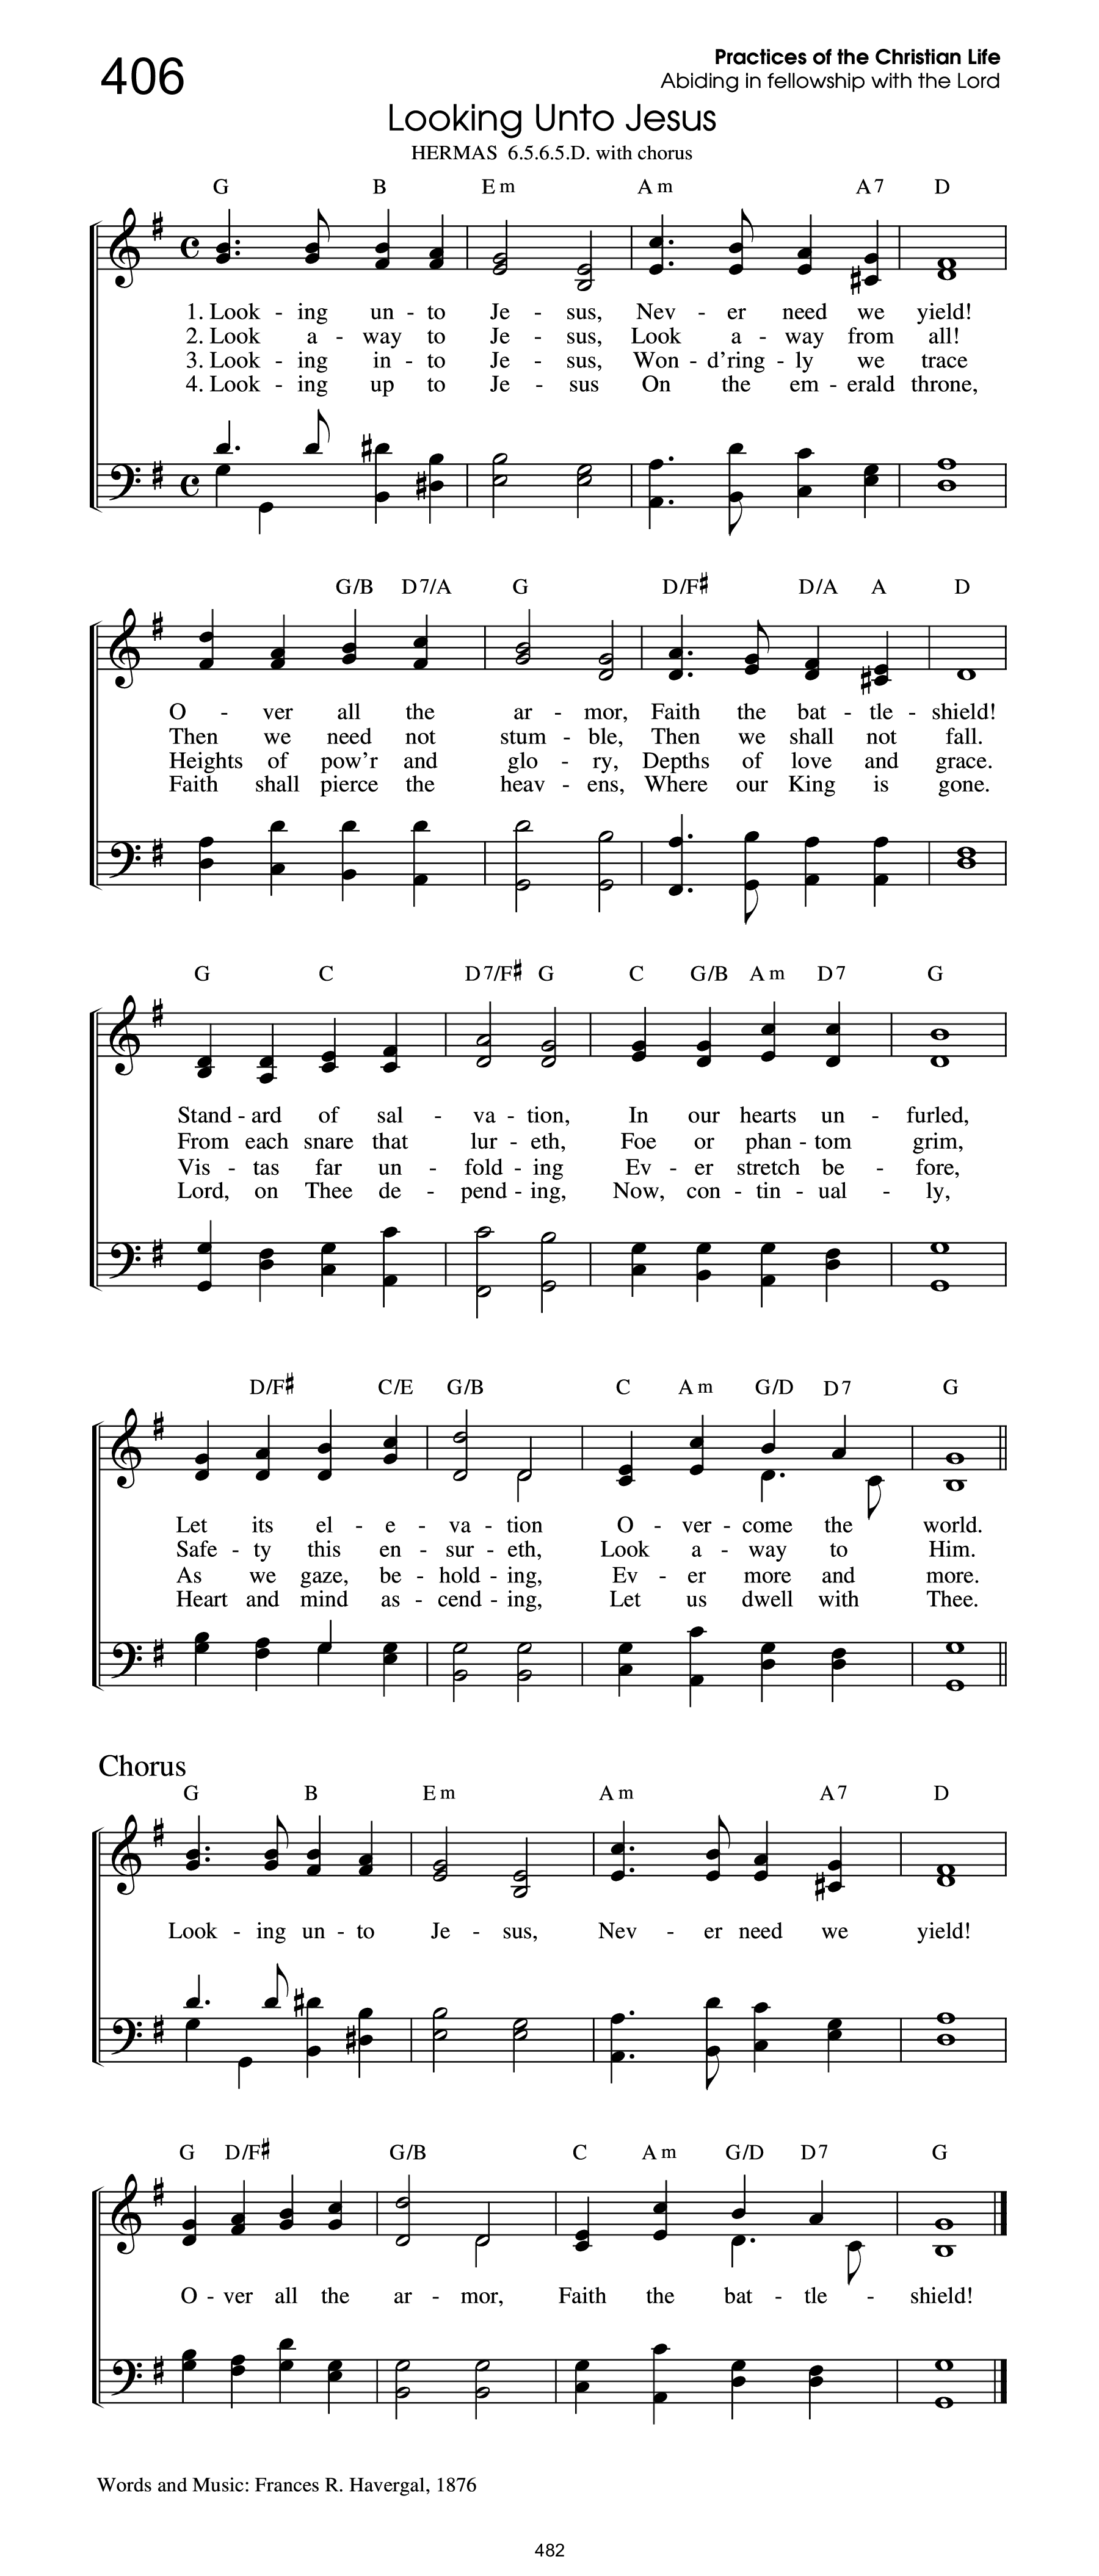 406
Practices of the Christian Life
Abiding in fellowship with the Lord
Looking Unto Jesus
HERMAS 6.5.6.5.D. with chorus
G B Em Am A7 D
1. Look - ing un - to Je - sus, Nev - er need we yield!
2. Look a - way to Je - sus, Look a - way from all!
3. Look - ing in - to Je - sus, Won - d'ring - ly we trace
4. Look - ing up to Je - sus On the em - erald throne,
G/B D7/A G D/F# D/A A D
O - ver all the ar - mor, Faith the bat - tle - shield!
Then we need not stum - ble, Then we shall not fall.
Heights of pow'r and glo - ry, Depths of love and grace.
Faith shall pierce the heav - ens, Where our King is gone.
G C D7/F# G C G/B Am D7 G
Stand - ard of sal - va - tion, In our hearts un - furled,
From each snare that lur - eth, Foe or phan - tom grim,
Vis - tas far un - fold - ing Ev - er stretch be - fore,
Lord, on Thee de - pend - ing, Now, con - tin - ual - ly,
D/F# C/E G/B C Am G/D D7 G
Let its el - e - va - tion O - ver - come the world.
Safe - ty this en - sur - eth, Look a - way to Him.
As we gaze, be - hold - ing, Ev - er more and more.
Heart and mind as - cend - ing, Let us dwell with Thee.
Chorus
G B Em Am A7 D
Look - ing un - to Je - sus, Nev - er need we yield!
G D/F# G/B C Am G/D D7 G
O - ver all the ar - mor, Faith the bat - tle - shield!
Words and Music: Frances R. Havergal, 1876
482